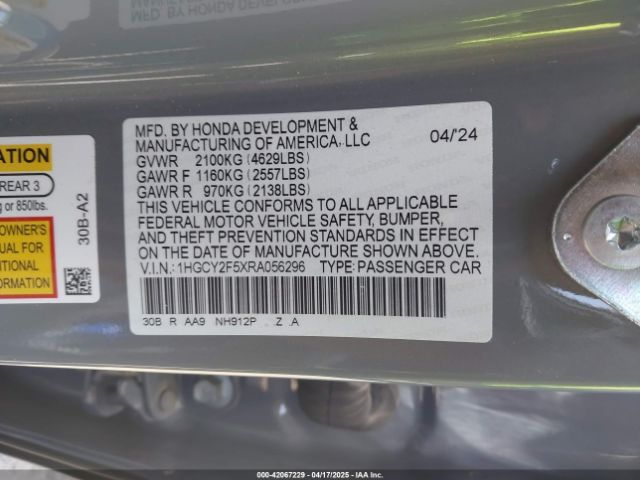 MFD. BY HONDA DEVELOPMENT &
MANUFACTURING OF AMERICA, LLC 04/'24
GVWR 2100KG (4629LBS)
GAWR F 1160KG (2557LBS)
GAWR R 970KG (2138LBS)
THIS VEHICLE CONFORMS TO ALL APPLICABLE
FEDERAL MOTOR VEHICLE SAFETY, BUMPER,
AND THEFT PREVENTION STANDARDS IN EFFECT
ON THE DATE OF MANUFACTURE SHOWN ABOVE.
V.I.N.: 1HGCY2F5XRA056296 TYPE: PASSENGER CAR
30B R AA9 NH912P . Z .A
ATION
REAR 3
g or 850lbs.
OWNER'S
UAL FOR
ITIONAL
MATION
30B-A2
000-42067229 - 04/17/2025 - IAA Inc.